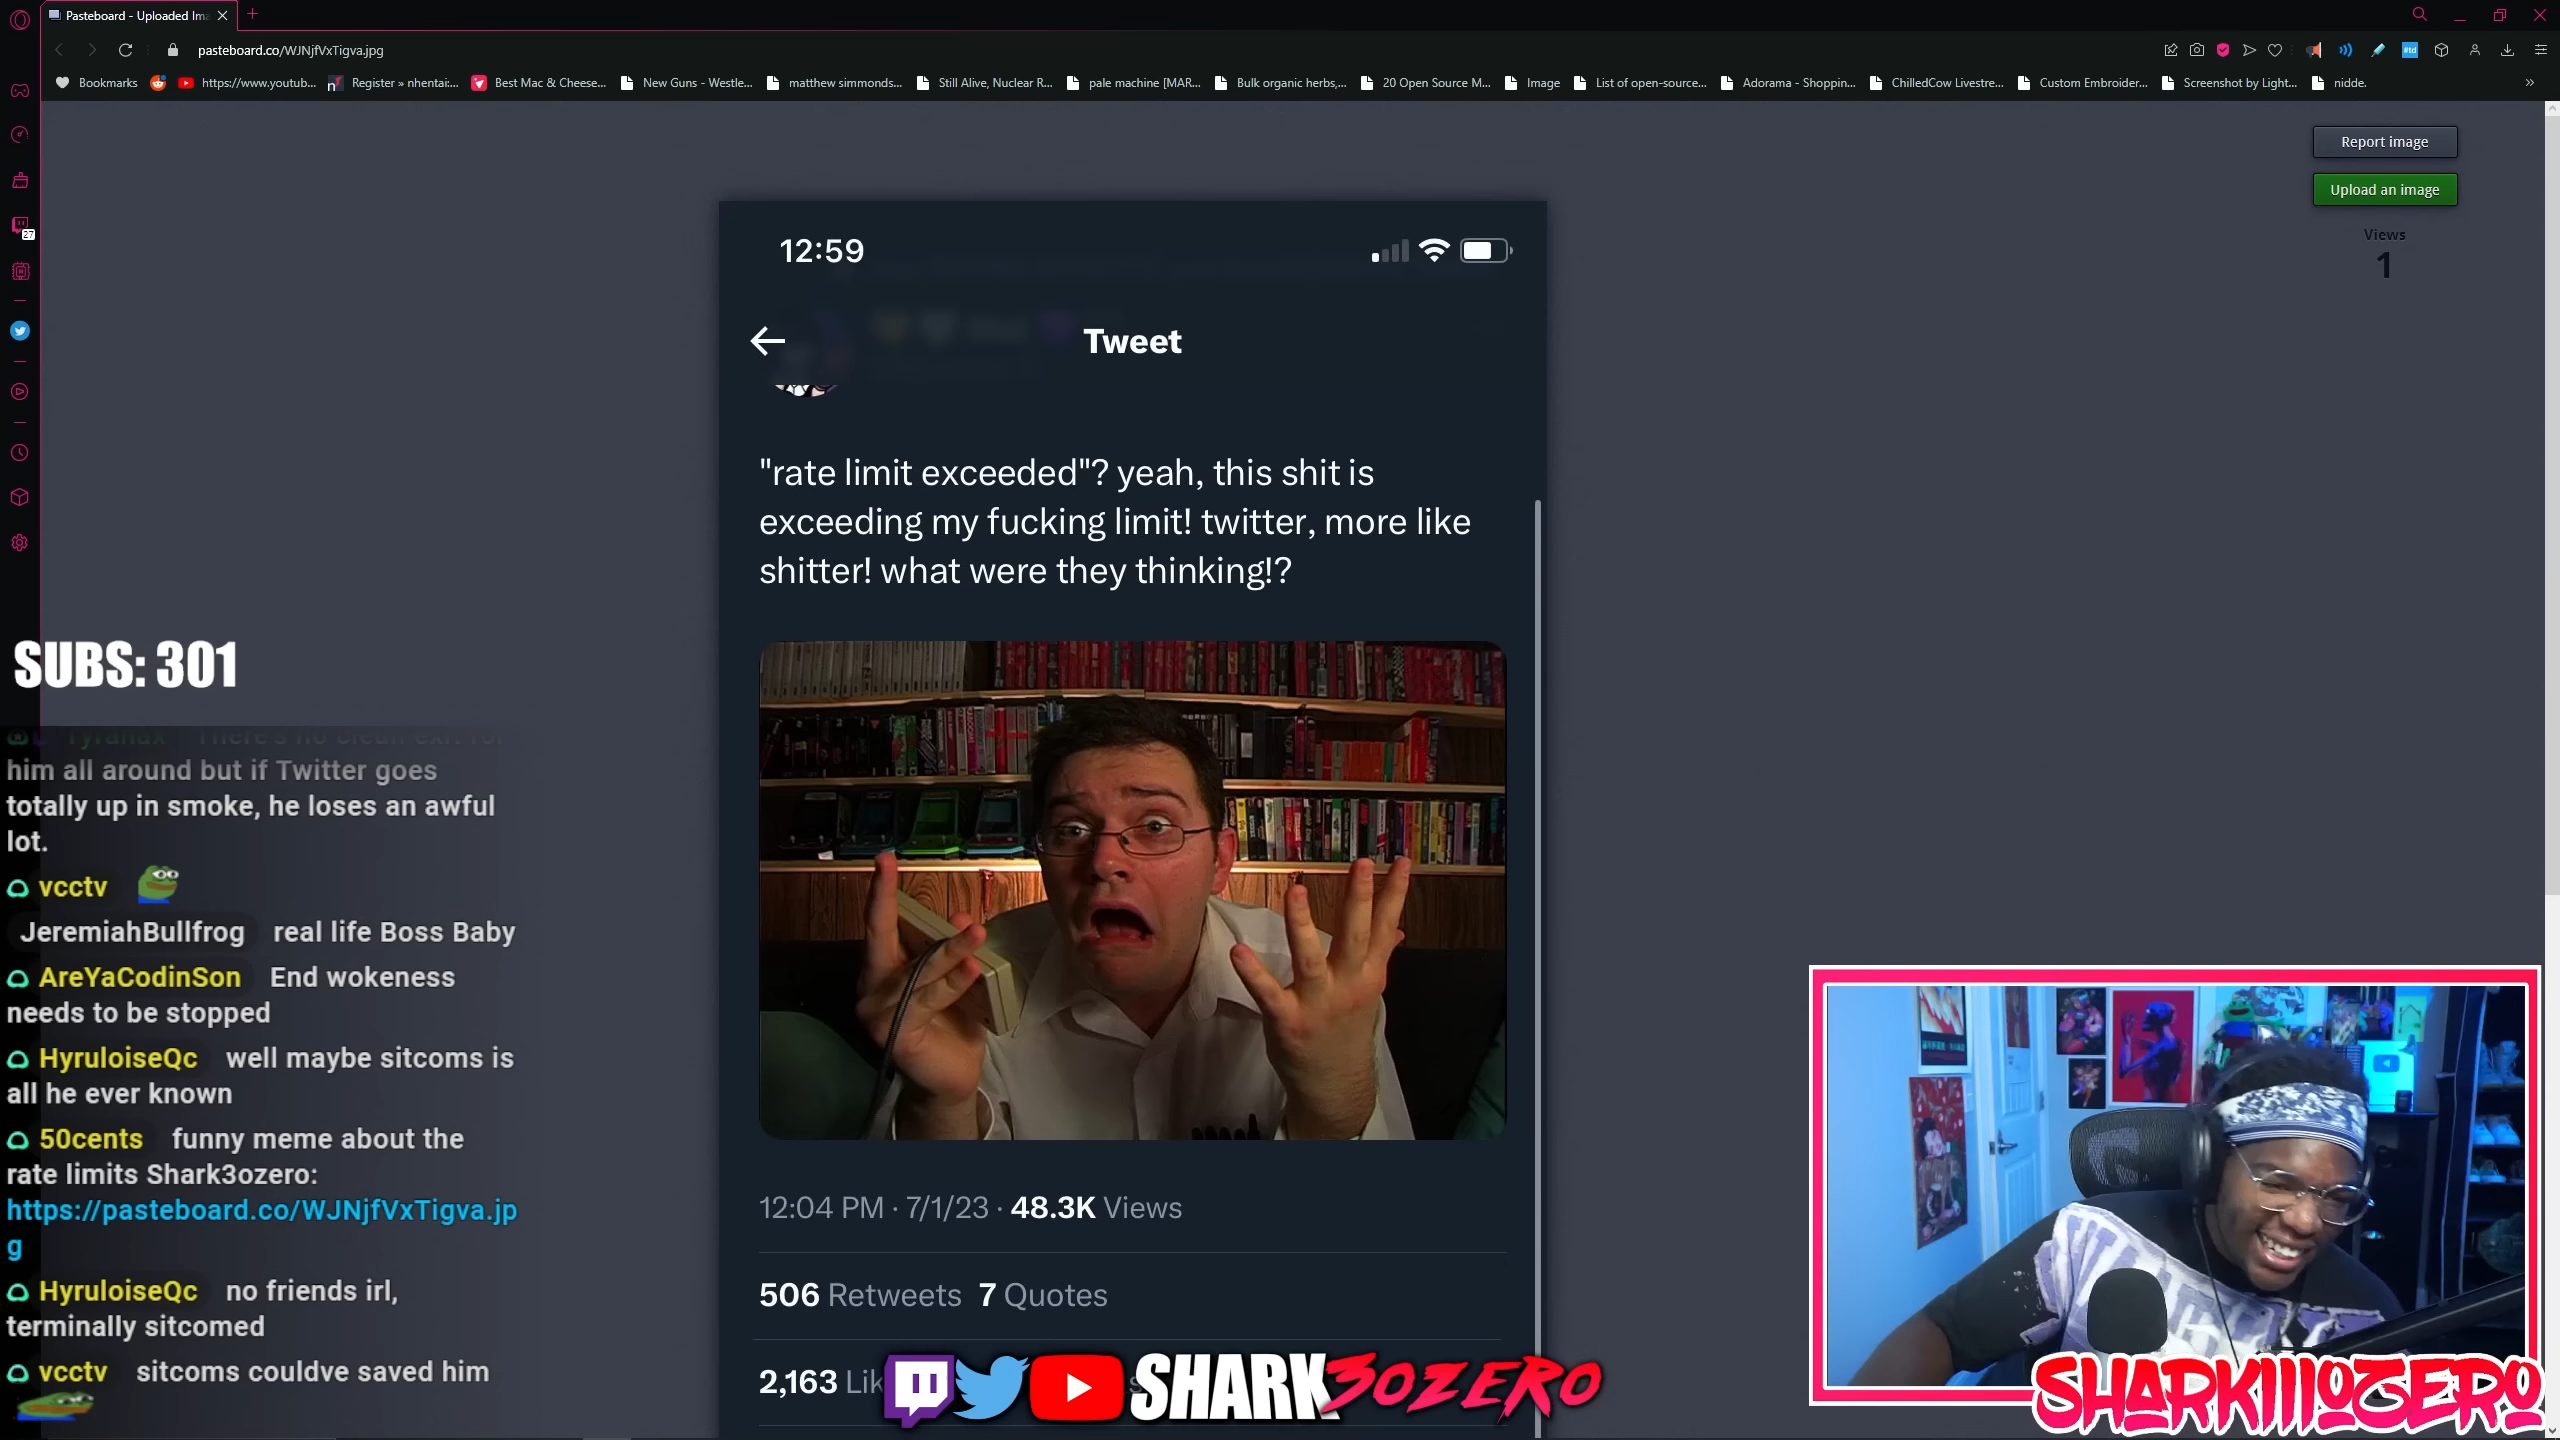 Pasteboard - Uploaded Ima
pasteboard.co/WJNjfVxTigva.jpg
Bookmarks
https://www.youtub...
Register » nhentai:...
Best Mac & Cheese...
New Guns - Westle...
matthew simmonds...
Still Alive, Nuclear R...
pale machine [MAR...
Bulk organic herbs,...
20 Open Source M...
Image
List of open-source...
Adorama - Shoppin...
ChilledCow Livestre...
Custom Embroider...
Screenshot by Light...
nidde.
Report image
Upload an image
Views
1
27
12:59
Tweet
"rate limit exceeded"? yeah, this shit is
exceeding my fucking limit! twitter, more like
shitter! what were they thinking!?
12:04 PM · 7/1/23 · 48.3K Views
506 Retweets 7 Quotes
2,163 Lik
SUBS: 301
Tyranax There's no clean exit for
him all around but if Twitter goes
totally up in smoke, he loses an awful
lot.
vcctv
JeremiahBullfrog real life Boss Baby
AreYaCodinSon End wokeness
needs to be stopped
HyruloiseQc well maybe sitcoms is
all he ever known
50cents funny meme about the
rate limits Shark3ozero:
https://pasteboard.co/WJNjfVxTigva.jp
g
HyruloiseQc no friends irl,
terminally sitcomed
vcctv sitcoms couldve saved him
SHARK3OZERO
SHARKIIIOZERO